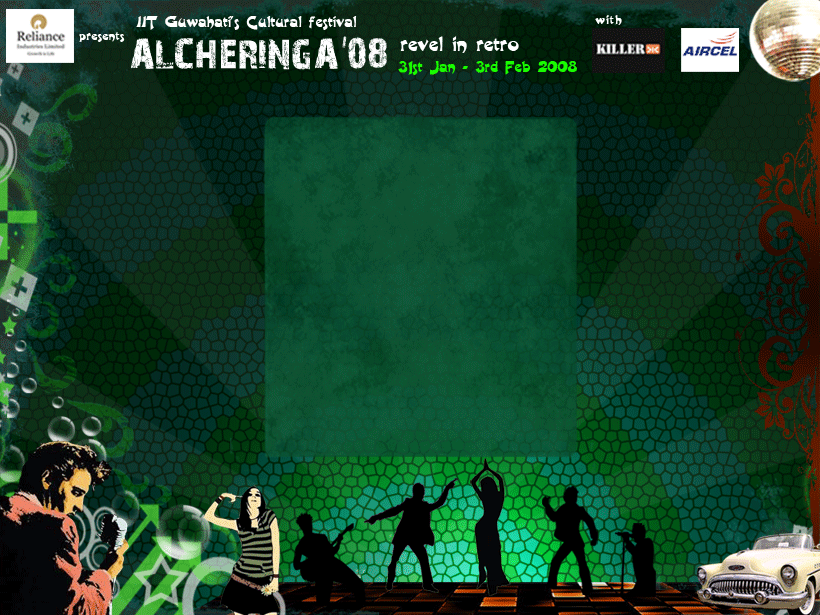 Reliance
Industries Limited
Growth is Life
presents
IIT Guwahati's Cultural festival
ALCHERINGA'08
revel in retro
31st Jan - 3rd Feb 2008
with
KILLER
AIRCEL